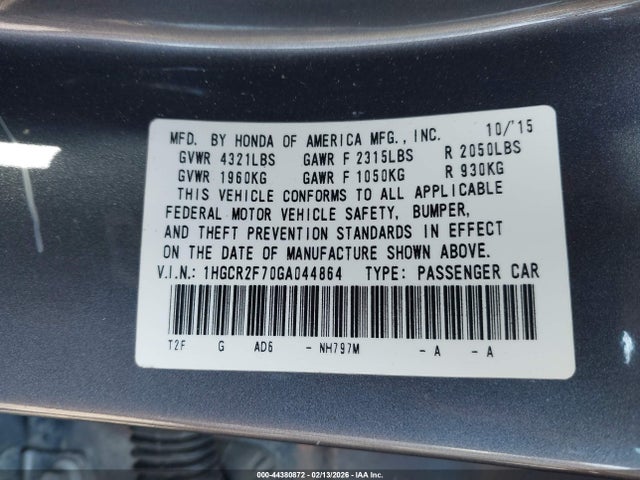 MFD. BY HONDA OF AMERICA MFG., INC. 10/'15
GVWR 4321LBS GAWR F 2315LBS R 2050LBS
GVWR 1960KG GAWR F 1050KG R 930KG
THIS VEHICLE CONFORMS TO ALL APPLICABLE
FEDERAL MOTOR VEHICLE SAFETY, BUMPER,
AND THEFT PREVENTION STANDARDS IN EFFECT
ON THE DATE OF MANUFACTURE SHOWN ABOVE.
V.I.N.: 1HGCR2F70GA044864 TYPE: PASSENGER CAR
T2F G AD6 - NH797M - A - A
000-44380872 - 02/13/2026 - IAA Inc.